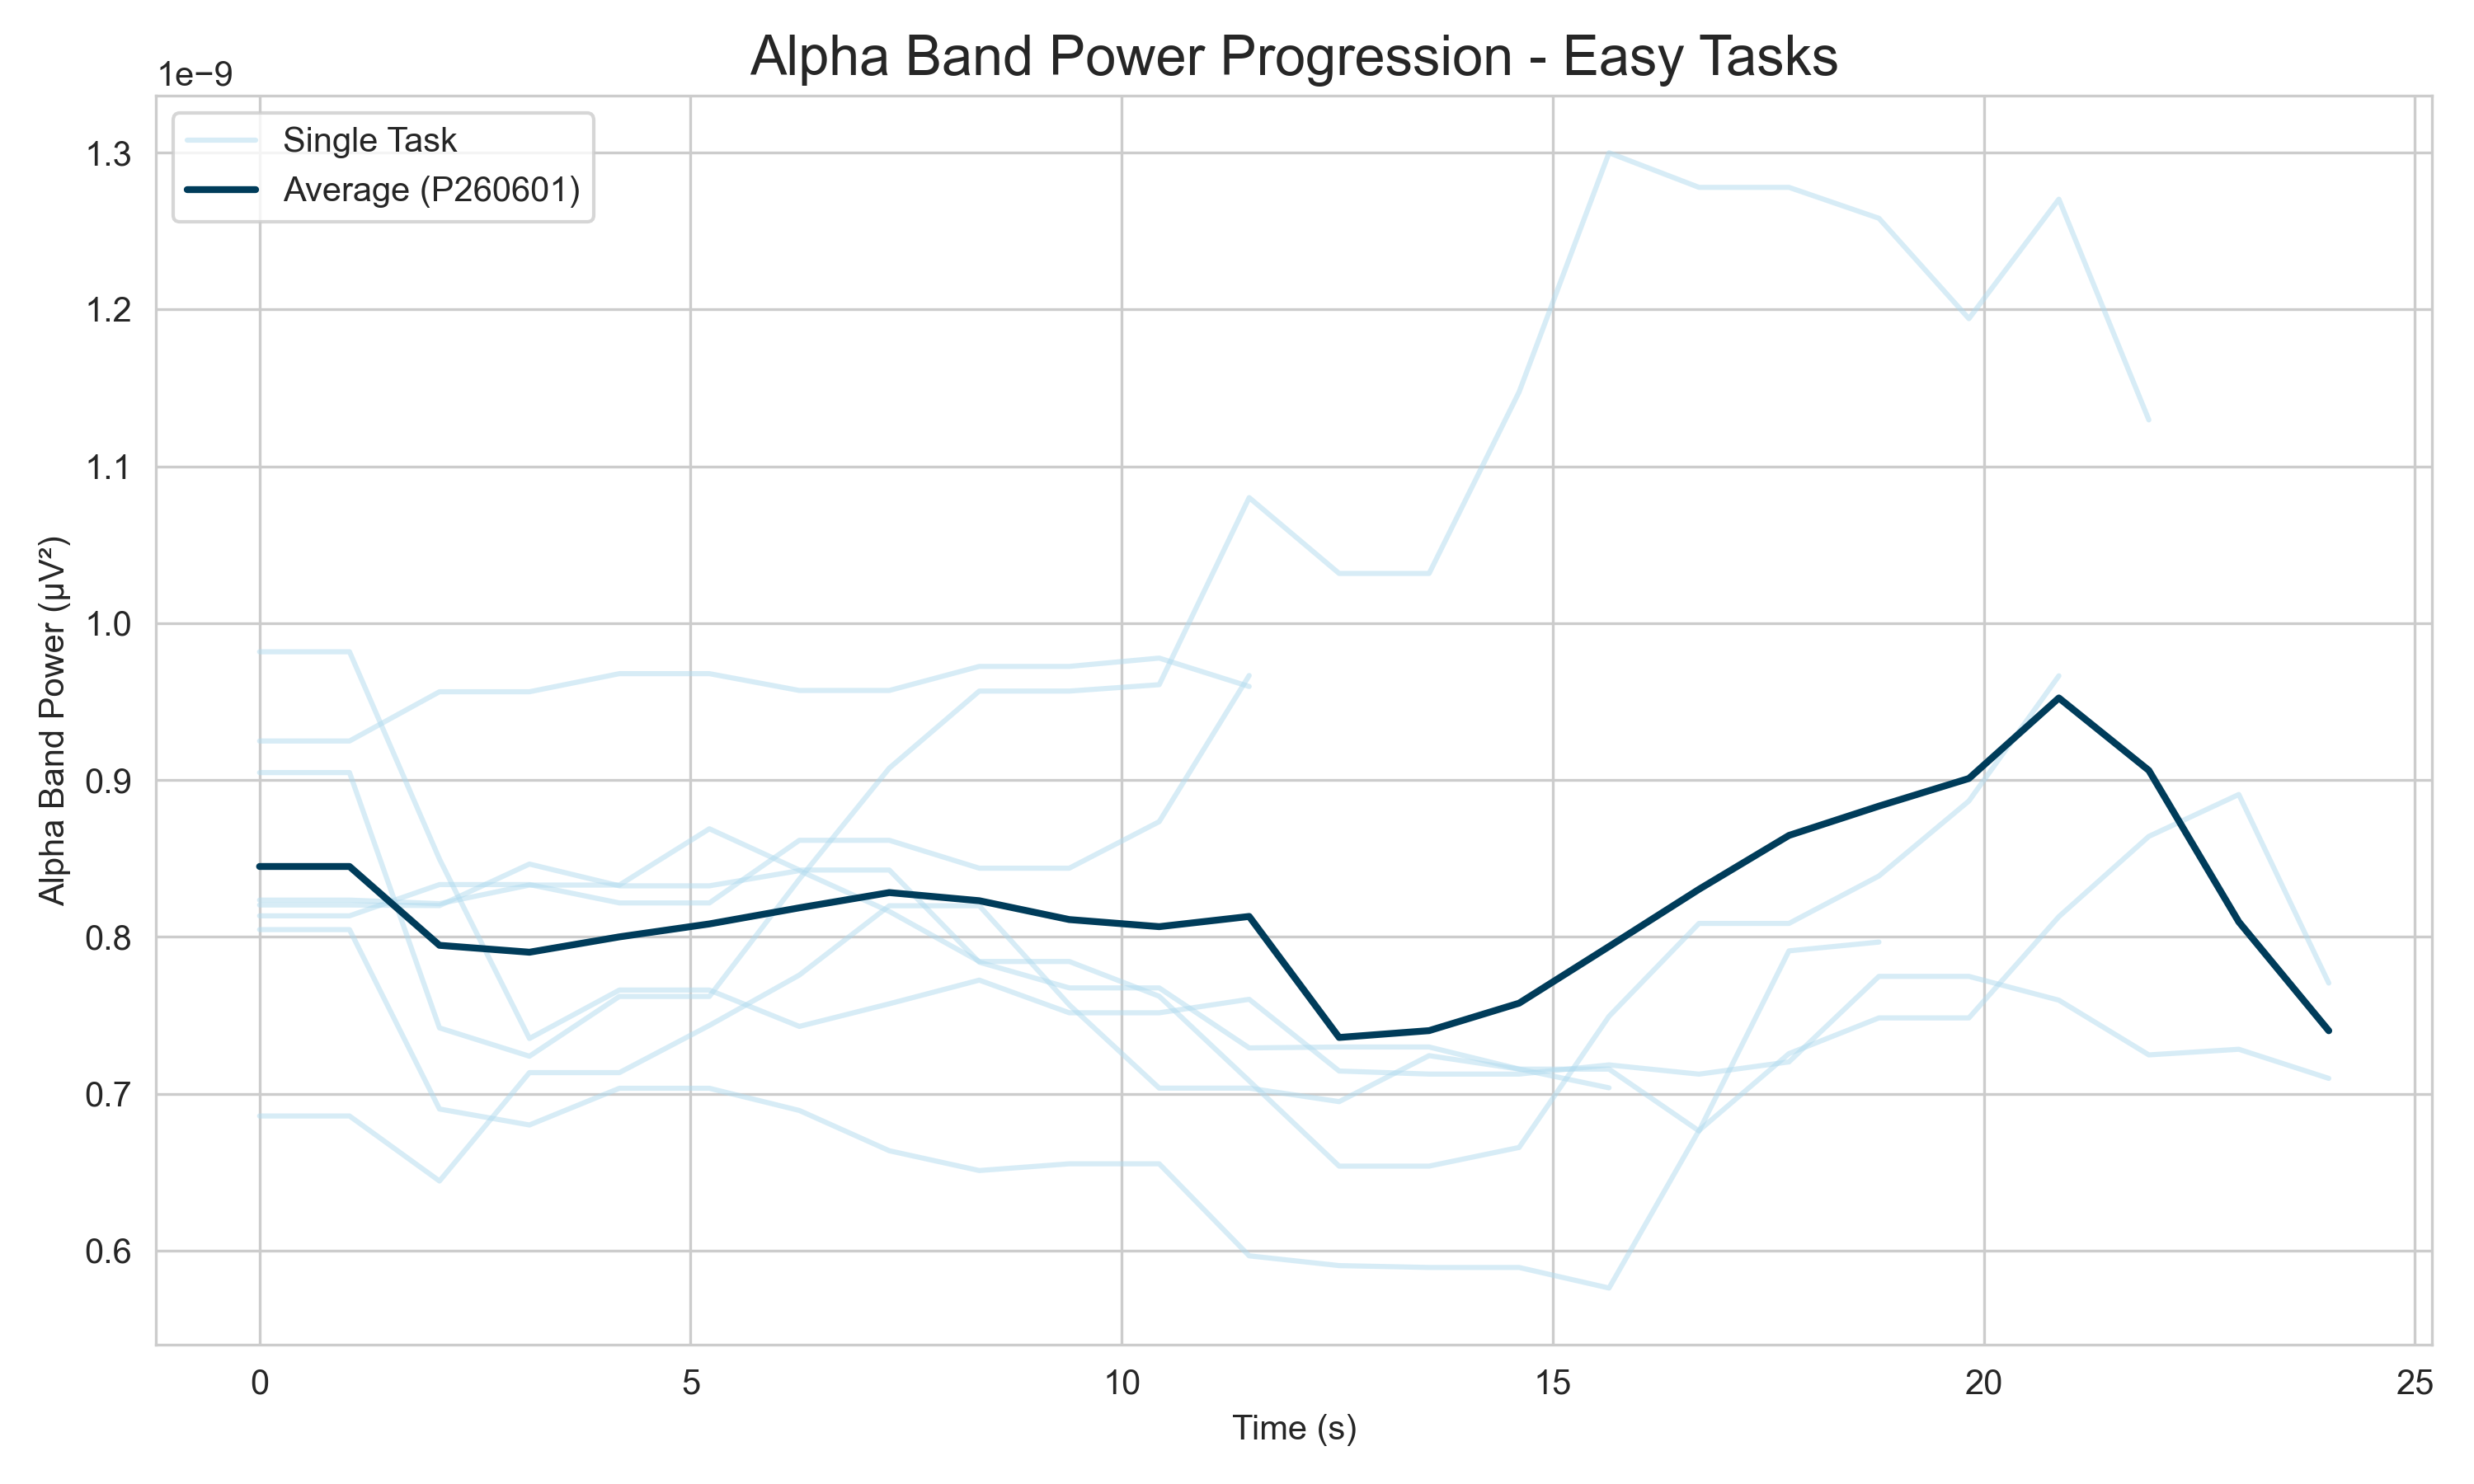 Alpha Band Power Progression - Easy Tasks
1e−9
Single Task
Average (P260601)
1.3
1.2
1.1
1.0
0.9
0.8
0.7
0.6
Alpha Band Power (µV²)
0 5 10 15 20 25
Time (s)